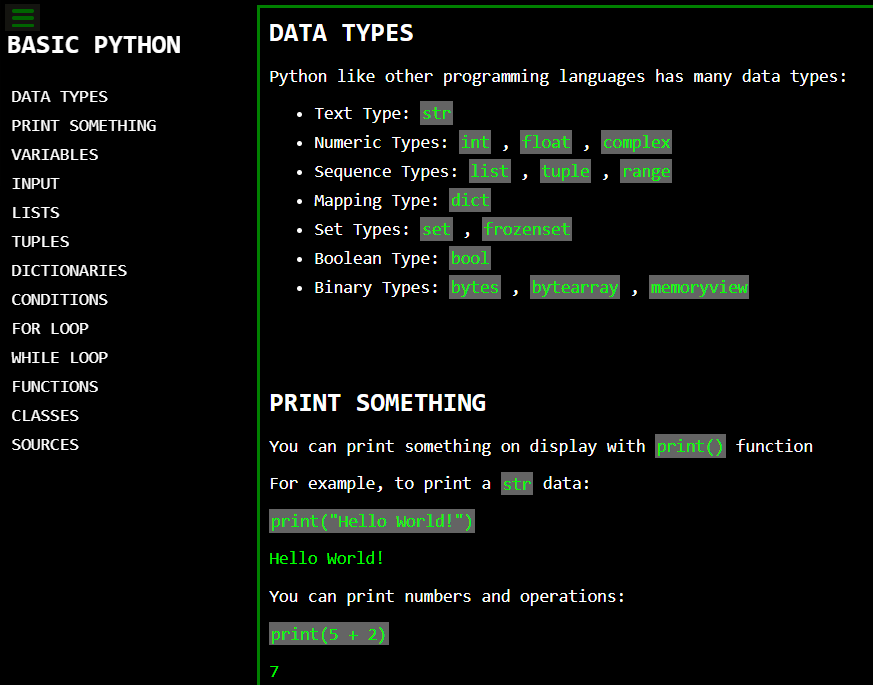 BASIC PYTHON
DATA TYPES
PRINT SOMETHING
VARIABLES
INPUT
LISTS
TUPLES
DICTIONARIES
CONDITIONS
FOR LOOP
WHILE LOOP
FUNCTIONS
CLASSES
SOURCES
DATA TYPES
Python like other programming languages has many data types:
• Text Type: str
• Numeric Types: int , float , complex
• Sequence Types: list , tuple , range
• Mapping Type: dict
• Set Types: set , frozenset
• Boolean Type: bool
• Binary Types: bytes , bytearray , memoryview
PRINT SOMETHING
You can print something on display with print() function
For example, to print a str data:
print("Hello World!")
Hello World!
You can print numbers and operations:
print(5 + 2)
7